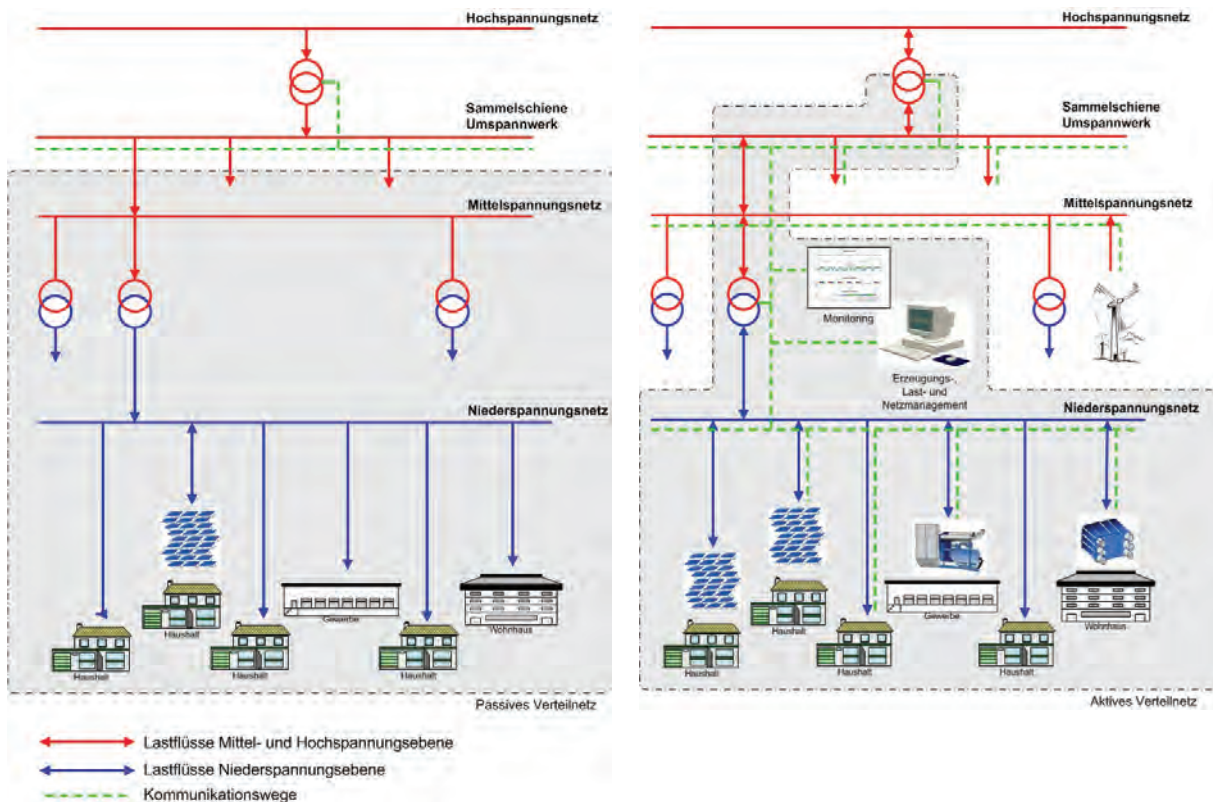 Hochspannungsnetz
Sammelschiene
Umspannwerk
Mittelspannungsnetz
Niederspannungsnetz
Haushalt
Haushalt
Haushalt
Gewerbe
Haushalt
Wohnhaus
Passives Verteilnetz
Hochspannungsnetz
Sammelschiene
Umspannwerk
Mittelspannungsnetz
Monitoring
Erzeugungs-,
Last- und
Netzmanagement
Niederspannungsnetz
Haushalt
Haushalt
Haushalt
Gewerbe
Haushalt
Wohnhaus
Aktives Verteilnetz
Lastflüsse Mittel- und Hochspannungsebene
Lastflüsse Niederspannungsebene
Kommunikationswege